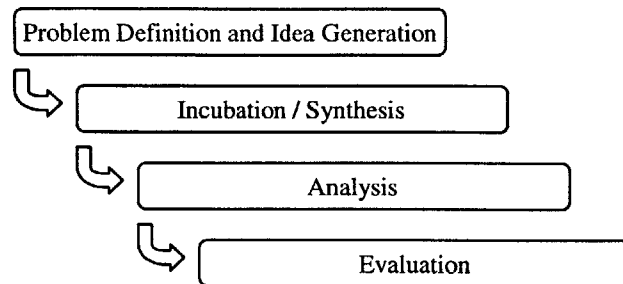 Problem Definition and Idea Generation
Incubation / Synthesis
Analysis
Evaluation